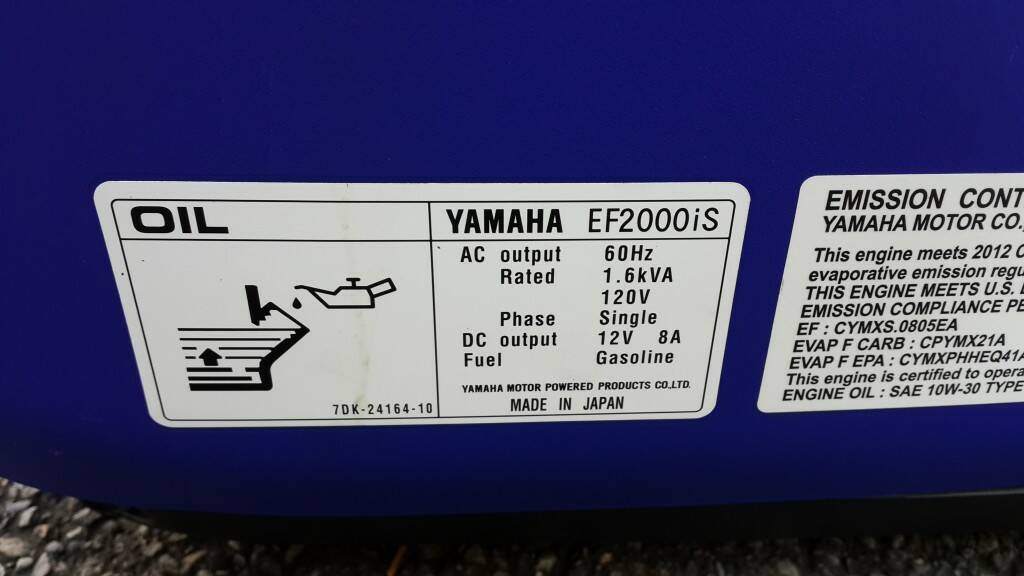 OIL
7DK-24164-10
YAMAHA EF2000iS
AC output 60Hz
Rated 1.6kVA
120V
Phase Single
DC output 12V 8A
Fuel Gasoline
YAMAHA MOTOR POWERED PRODUCTS CO.,LTD.
MADE IN JAPAN
EMISSION CONT
YAMAHA MOTOR CO.,
This engine meets 2012 C
evaporative emission regu
THIS ENGINE MEETS U.S.
EMISSION COMPLIANCE PE
EF : CYMXS.0805EA
EVAP F CARB : CPYMX21A
EVAP F EPA : CYMXPHHEQ41A
This engine is certified to opera
ENGINE OIL : SAE 10W-30 TYPE